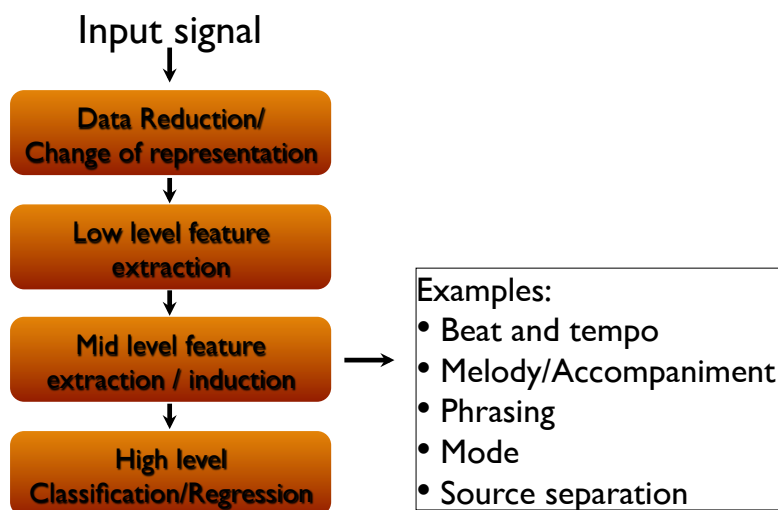 Input signal
Data Reduction/
Change of representation
Low level feature
extraction
Mid level feature
extraction / induction
High level
Classification/Regression
Examples:
• Beat and tempo
• Melody/Accompaniment
• Phrasing
• Mode
• Source separation